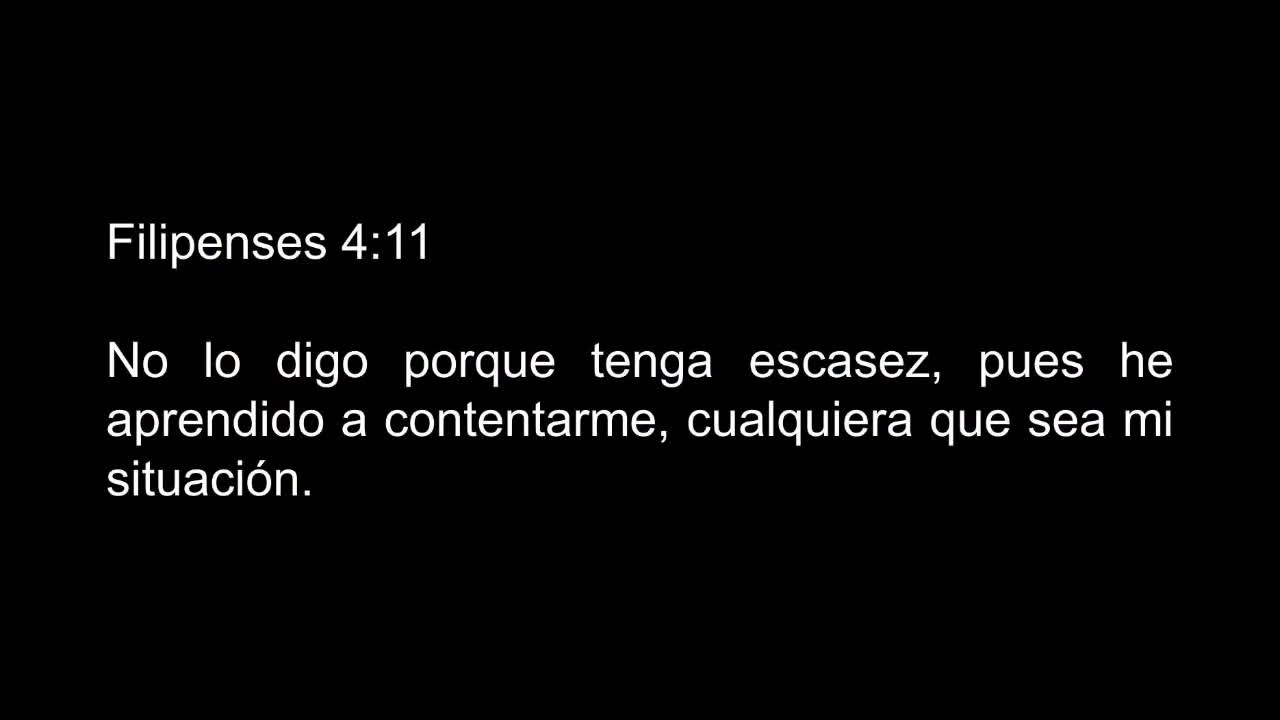 Filipenses 4:11
No lo digo porque tenga escasez, pues he
aprendido a contentarme, cualquiera que sea mi
situación.